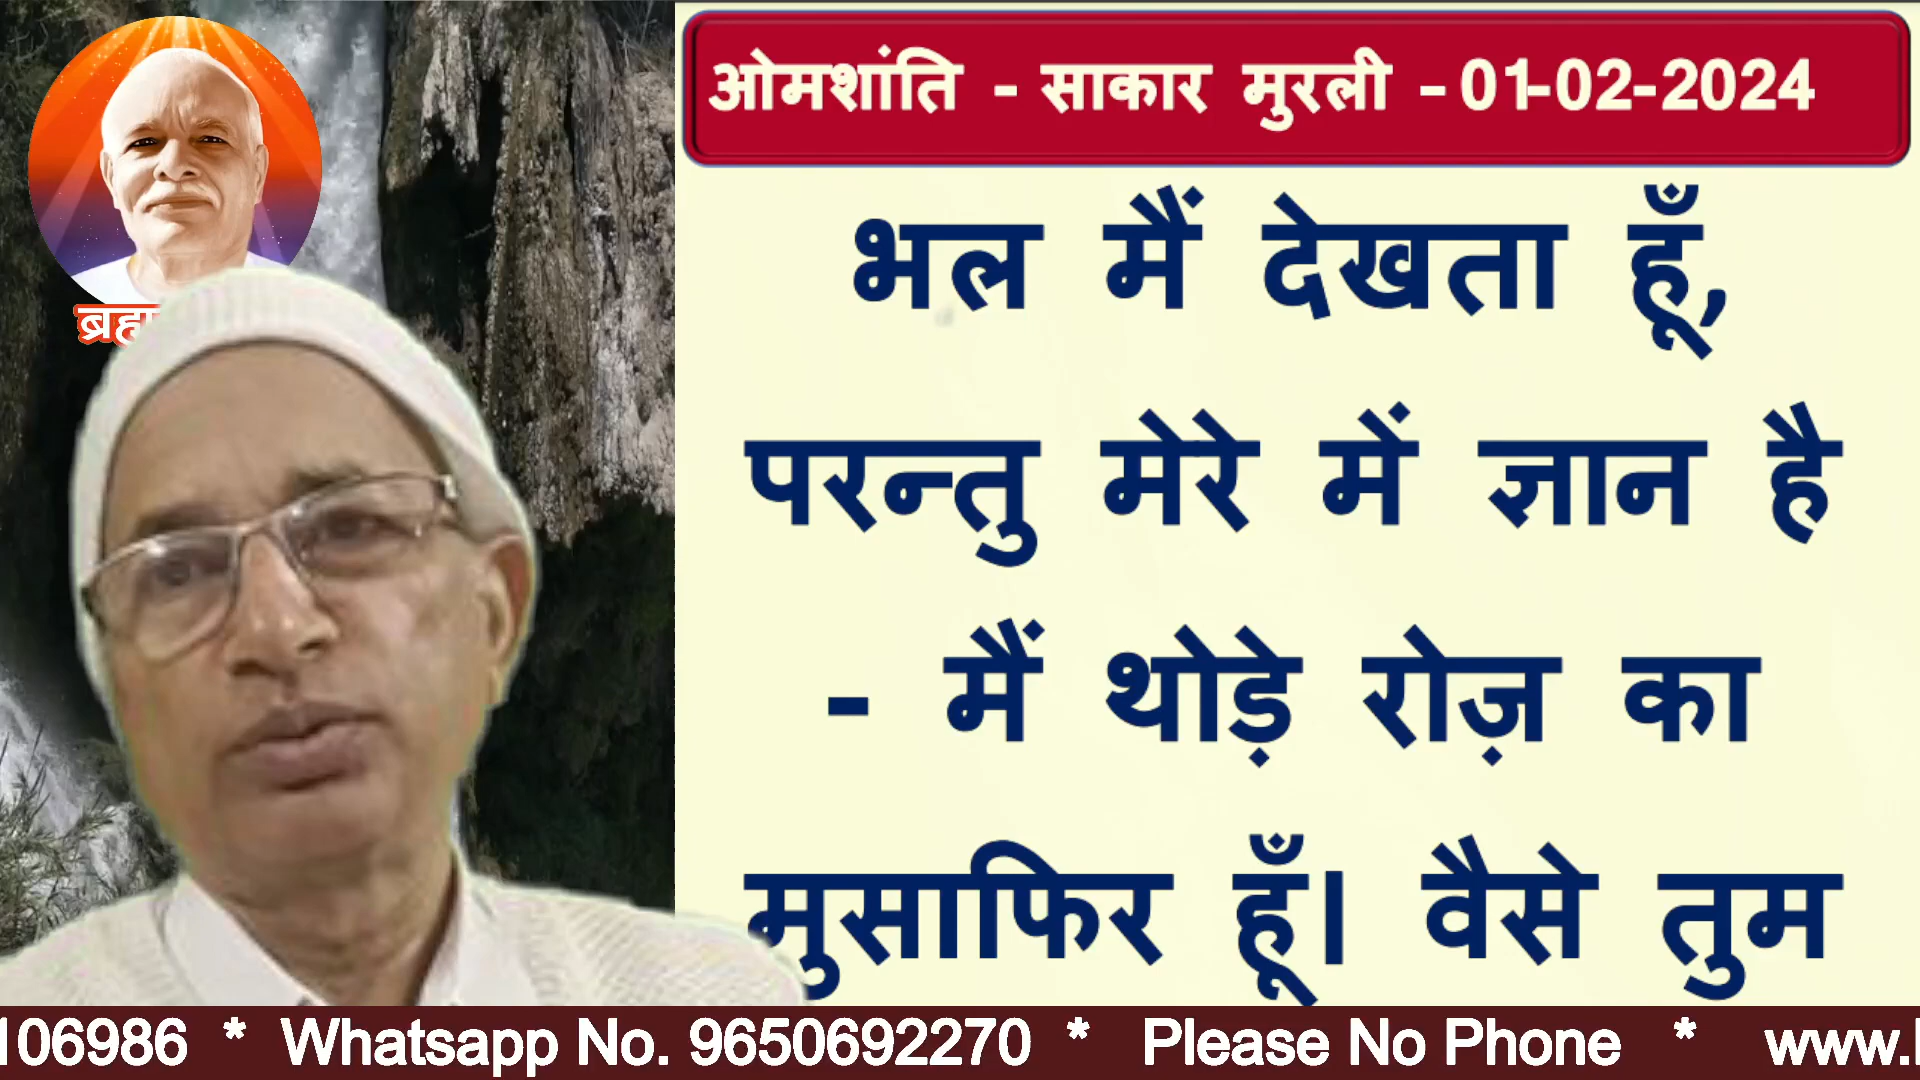 ओमशांति - साकार मुरली - 01-02-2024
भल मैं देखता हूँ,
परन्तु मेरे में ज्ञान है
- मैं थोड़े रोज़ का
मुसाफिर हूँ। वैसे तुम
106986 * Whatsapp No. 9650692270 * Please No Phone * www.